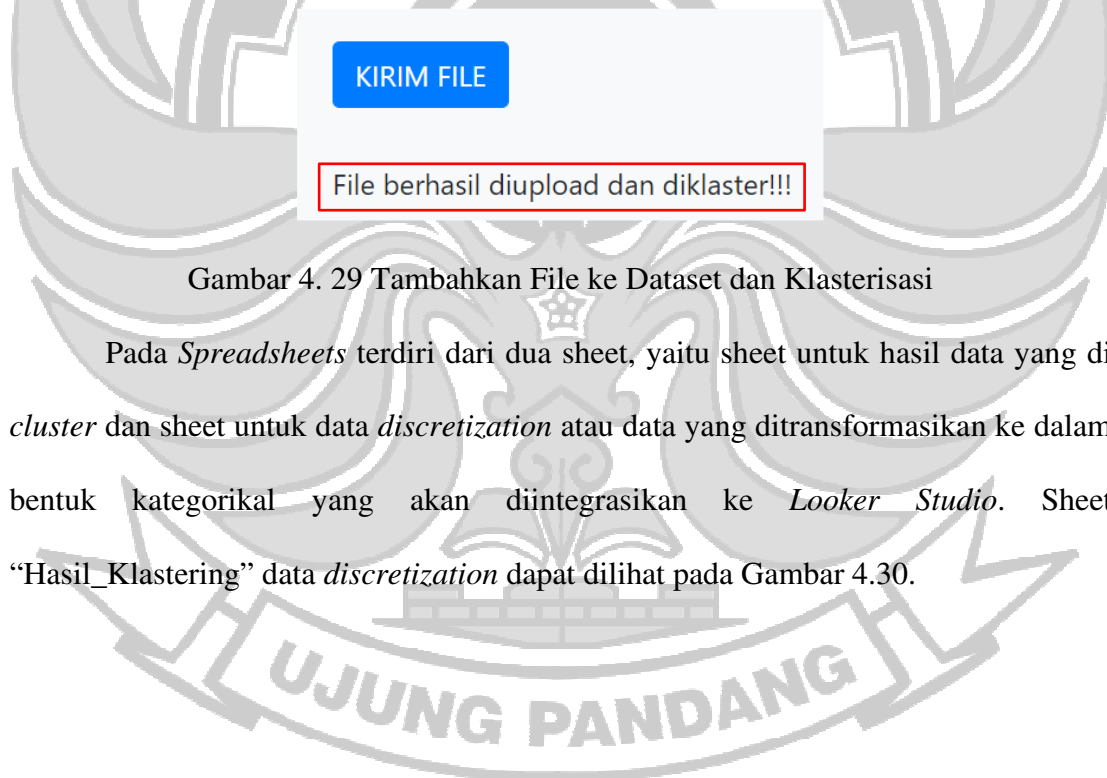 KIRIM FILE
File berhasil diupload dan diklaster!!!
Gambar 4. 29 Tambahkan File ke Dataset dan Klasterisasi
Pada Spreadsheets terdiri dari dua sheet, yaitu sheet untuk hasil data yang di
cluster dan sheet untuk data discretization atau data yang ditransformasikan ke dalam
bentuk kategorikal yang akan diintegrasikan ke Looker Studio. Sheet
“Hasil_Klastering” data discretization dapat dilihat pada Gambar 4.30.
UJUNG PANDANG